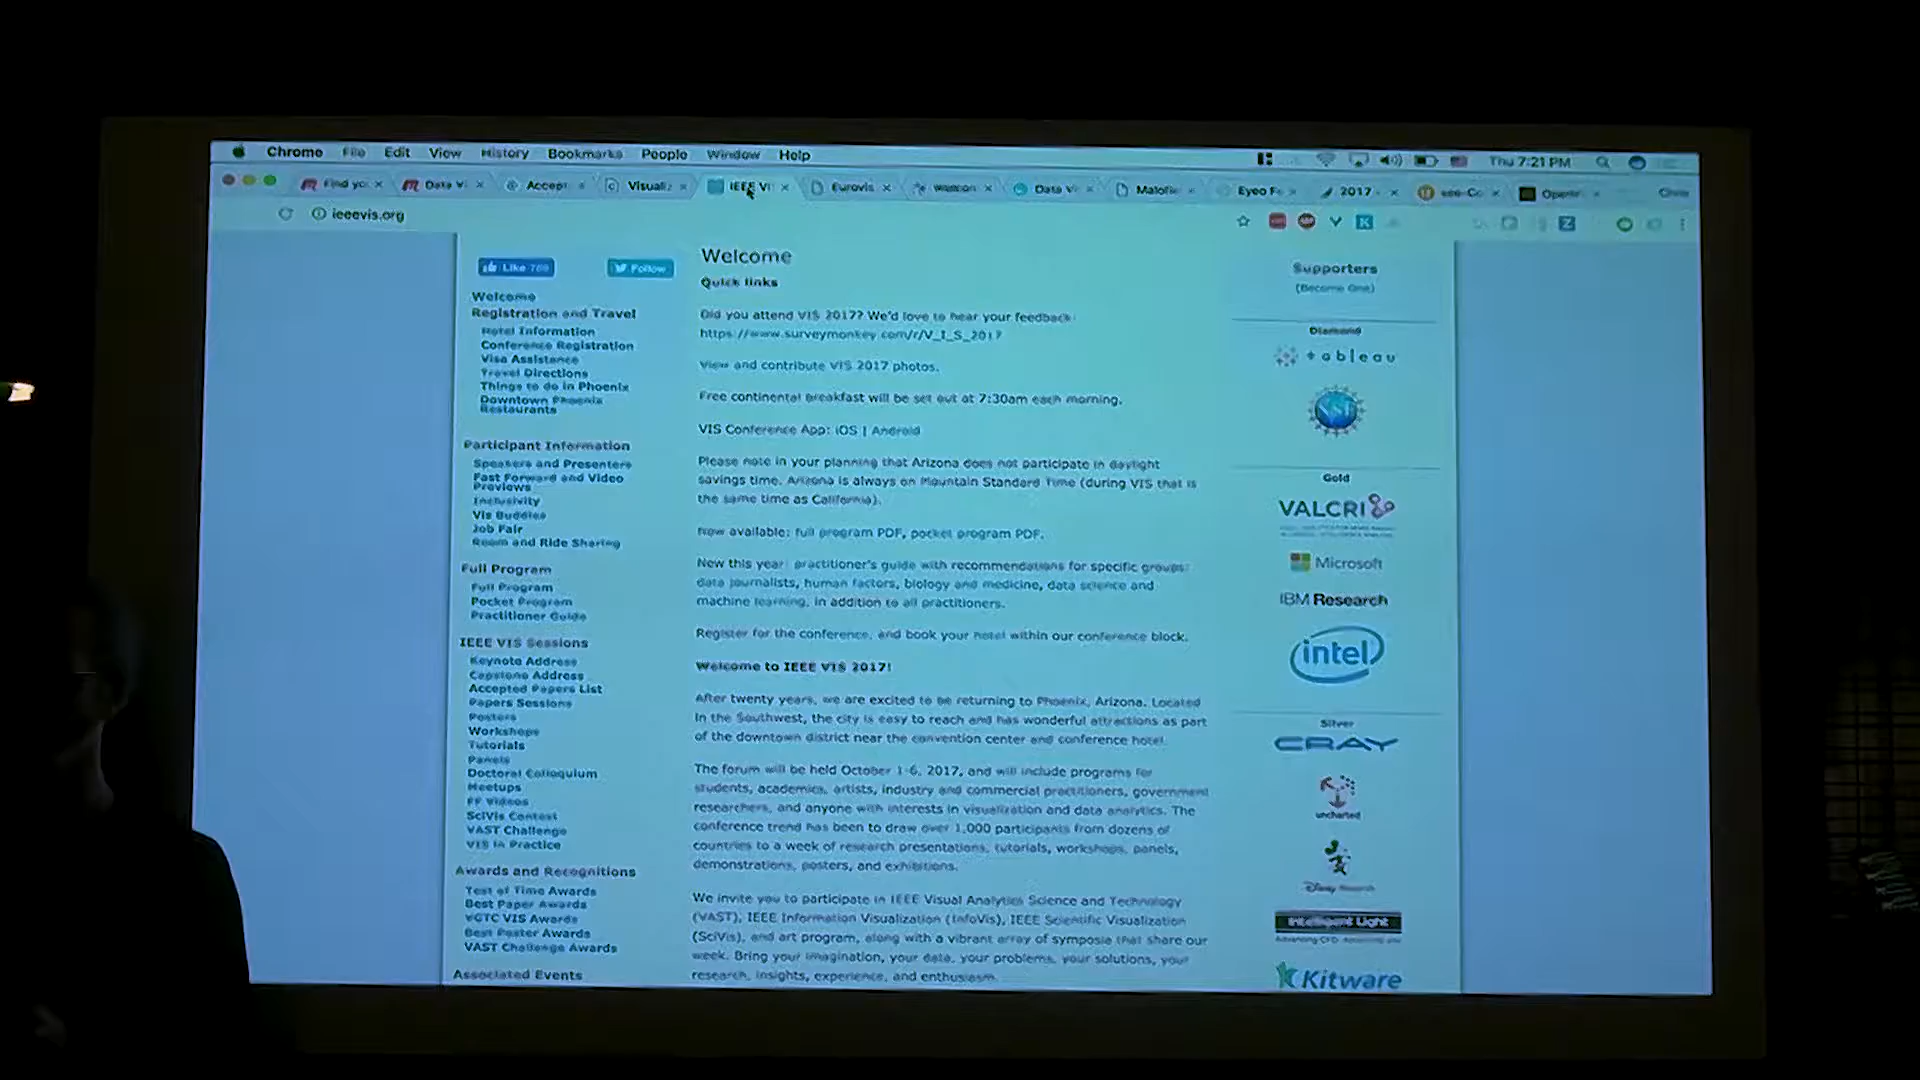 Chrome File Edit View History Bookmarks People Window Help Thu 7:21 PM
Find yo Data Vi Accept Visuali IEEE VI Eurovis Data Vi Malofie Eyeo Fe 2017 Openvi
ieeevis.org
Like 769 Follow
Welcome
Registration and Travel
Hotel Information
Conference Registration
Visa Assistance
Travel Directions
Things to do in Phoenix
Downtown Phoenix
Restaurants
Participant Information
Speakers and Presenters
Fast Forward and Video
Previews
Inclusivity
Vis Buddies
Job Fair
Room and Ride Sharing
Full Program
Full Program
Pocket Program
Practitioner Guide
IEEE VIS Sessions
Keynote Address
Capstone Address
Accepted Papers List
Papers Sessions
Posters
Workshops
Tutorials
Panels
Doctoral Colloquium
Meetups
FF Videos
SciVis Contest
VAST Challenge
VIS in Practice
Awards and Recognitions
Test of Time Awards
Best Paper Awards
VGTC VIS Awards
Best Poster Awards
VAST Challenge Awards
Associated Events
Welcome
Quick links
Did you attend VIS 2017? We'd love to hear your feedback:
https://www.surveymonkey.com/r/V_I_S_2017
View and contribute VIS 2017 photos.
Free continental breakfast will be set out at 7:30am each morning.
VIS Conference App: iOS | Android
Please note in your planning that Arizona does not participate in daylight
savings time. Arizona is always on Mountain Standard Time (during VIS that is
the same time as California).
Now available: full program PDF, pocket program PDF.
New this year: practitioner's guide with recommendations for specific groups:
data journalists, human factors, biology and medicine, data science and
machine learning, in addition to all practitioners.
Register for the conference, and book your hotel within our conference block.
Welcome to IEEE VIS 2017!
After twenty years, we are excited to be returning to Phoenix, Arizona. Located
in the Southwest, the city is easy to reach and has wonderful attractions as part
of the downtown district near the convention center and conference hotel.
The forum will be held October 1-6, 2017, and will include programs for
students, academics, artists, industry and commercial practitioners, government
researchers, and anyone with interests in visualization and data analytics. The
conference trend has been to draw over 1,000 participants from dozens of
countries to a week of research presentations, tutorials, workshops, panels,
demonstrations, posters, and exhibitions.
We invite you to participate in IEEE Visual Analytics Science and Technology
(VAST), IEEE Information Visualization (InfoVis), IEEE Scientific Visualization
(SciVis), and art program, along with a vibrant array of symposia that share our
week. Bring your imagination, your data, your problems, your solutions, your
research, insights, experience, and enthusiasm.
Supporters
(Become One)
Diamond
tableau
NSF
Gold
VALCRI
Microsoft
IBM Research
intel
Silver
CRAY
uncharted
Disney Research
Intelligent Light
Kitware